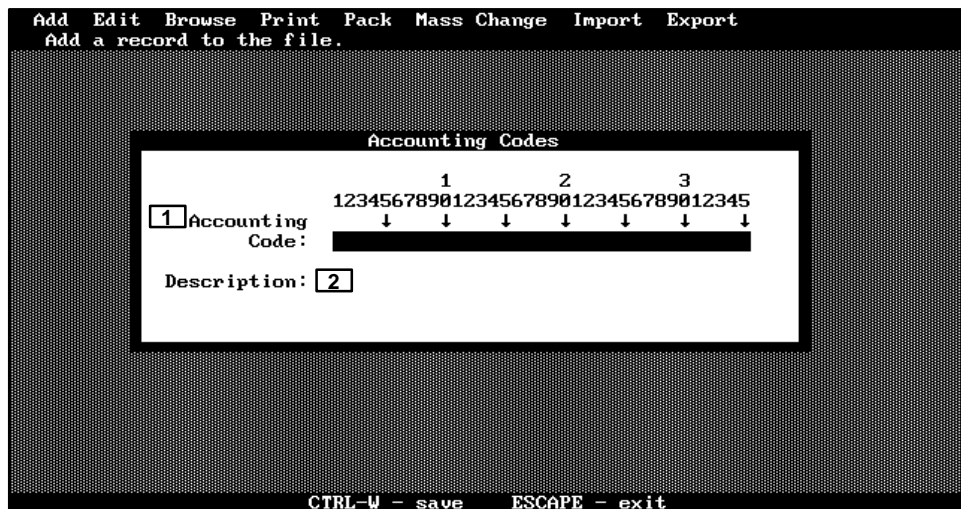 Add Edit Browse Print Pack Mass Change Import Export
Add a record to the file.
Accounting Codes
1 2 3
12345678901234567890123456789012345
1 Accounting
↓ ↓ ↓ ↓ ↓ ↓ ↓
Code:
Description: 2
CTRL-W - save ESCAPE - exit